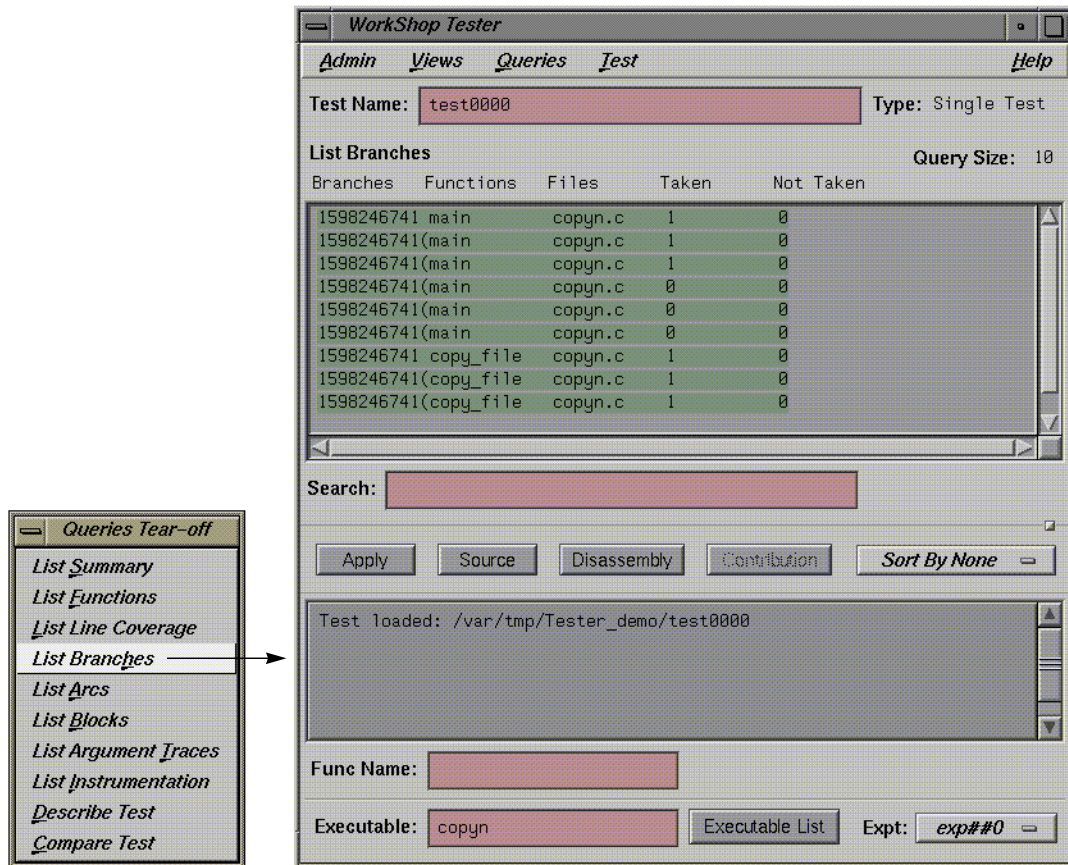 WorkShop Tester
Admin Views Queries Test Help
Test Name: test0000 Type: Single Test
List Branches Query Size: 10
Branches Functions Files Taken Not Taken
1598246741 main copyn.c 1 0
1598246741(main copyn.c 1 0
1598246741(main copyn.c 1 0
1598246741(main copyn.c 0 0
1598246741(main copyn.c 0 0
1598246741(main copyn.c 0 0
1598246741 copy_file copyn.c 1 0
1598246741(copy_file copyn.c 1 0
1598246741(copy_file copyn.c 1 0
Search:
Apply Source Disassembly Contribution Sort By None
Test loaded: /var/tmp/Tester_demo/test0000
Func Name:
Executable: copyn Executable List Expt: exp##0
Queries Tear-off
List Summary
List Functions
List Line Coverage
List Branches
List Arcs
List Blocks
List Argument Traces
List Instrumentation
Describe Test
Compare Test